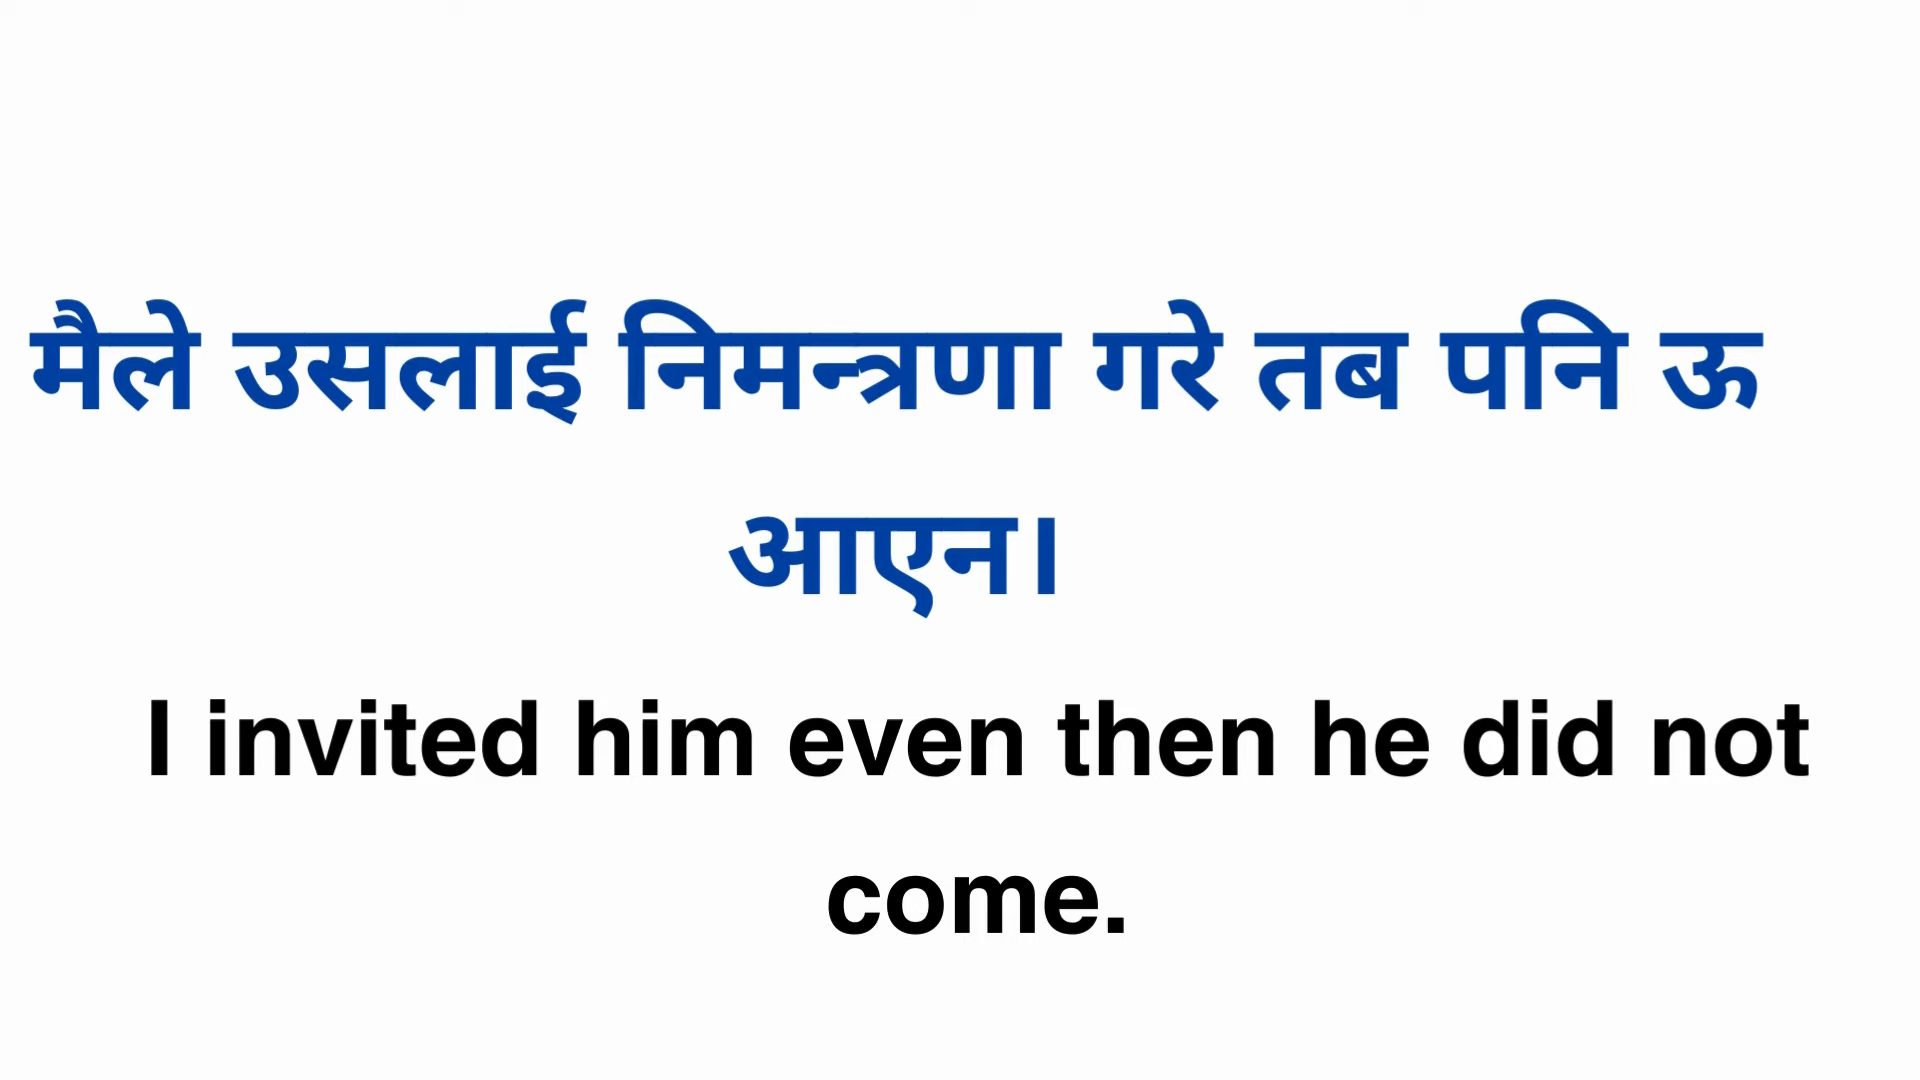 मैले उसलाई निमन्त्रणा गरे तब पनि ऊ
आएन।
I invited him even then he did not
come.